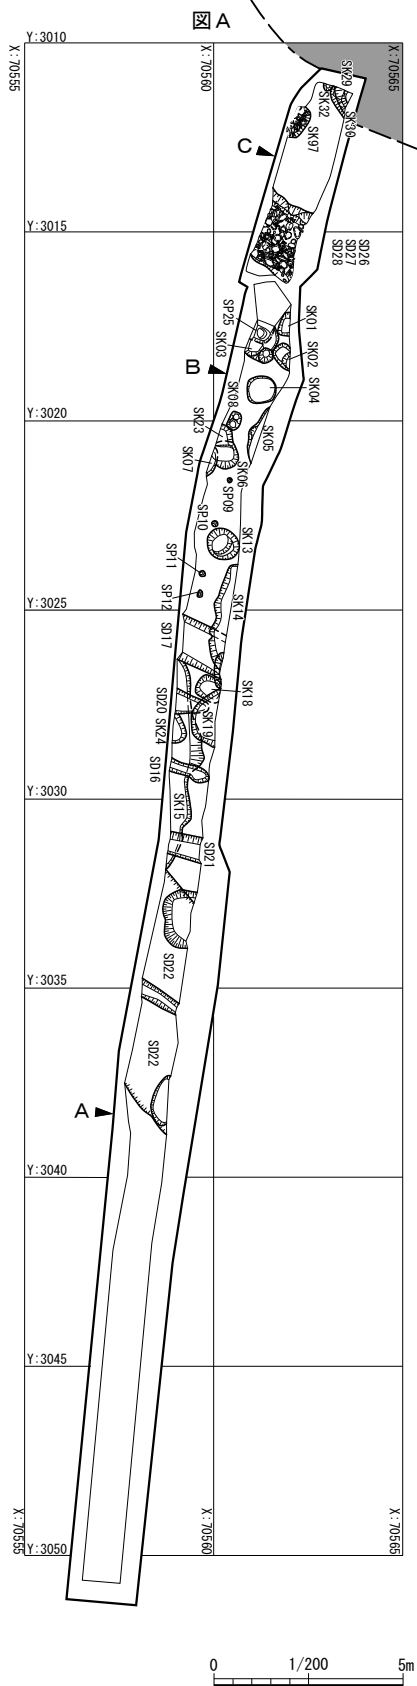 図A
X:70555
Y:3010
X:70560
X:70565
SK29
SK32
SK30
SK97
C
Y:3015
SD26
SD27
SD28
SP25
SK01
SK03
SK02
B
SK04
SK08
Y:3020
SK23
SK05
SK07
SK06
SP09
SP10
SK13
SP11
SP12
Y:3025
SK14
SD17
SK18
SD20
SK19
SK24
SD16
Y:3030
SK15
SD21
SD22
Y:3035
SD22
A
Y:3040
Y:3045
X:70555
Y:3050
X:70560
X:70565
0 1/200 5m